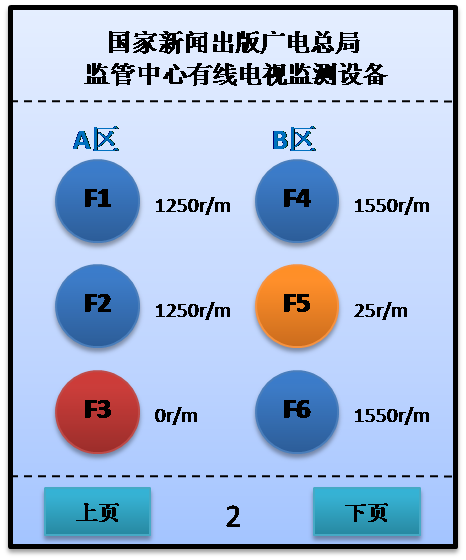 国家新闻出版广电总局
监管中心有线电视监测设备
A区 B区
F1 1250r/m F4 1550r/m
F2 1250r/m F5 25r/m
F3 0r/m F6 1550r/m
上页 2 下页